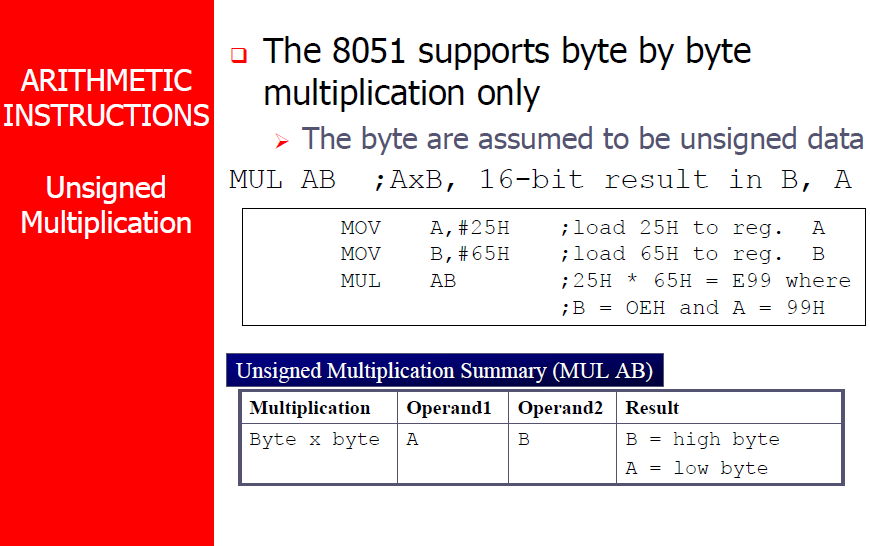 ARITHMETIC
INSTRUCTIONS
Unsigned
Multiplication
The 8051 supports byte by byte
multiplication only
The byte are assumed to be unsigned data
MUL AB ;AxB, 16-bit result in B, A
MOV A,#25H ;load 25H to reg. A
MOV B,#65H ;load 65H to reg. B
MUL AB ;25H * 65H = E99 where
;B = OEH and A = 99H
Unsigned Multiplication Summary (MUL AB)
Multiplication Operand1 Operand2 Result
Byte x byte A B B = high byte
A = low byte